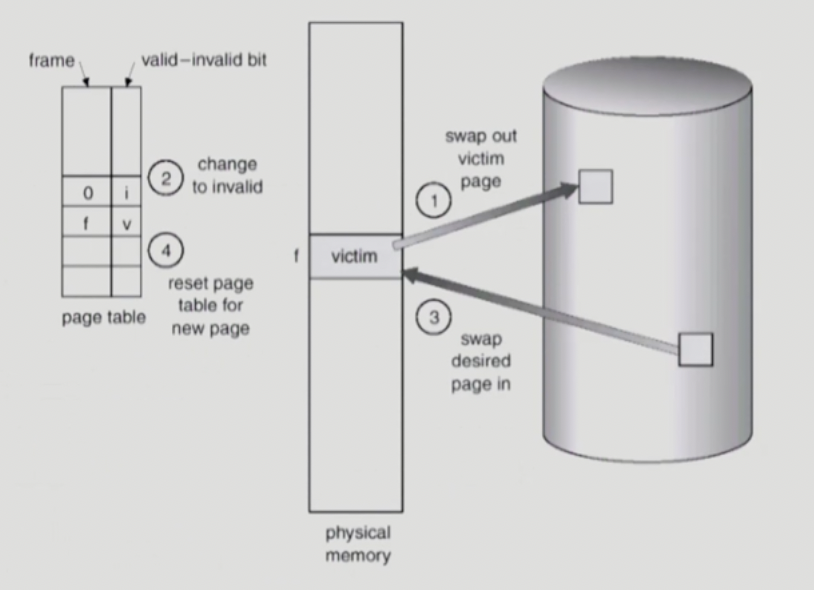 frame
valid–invalid bit
0 i
f v
2
change
to invalid
4
reset page
table for
new page
page table
f
victim
physical
memory
1
swap out
victim
page
3
swap
desired
page in